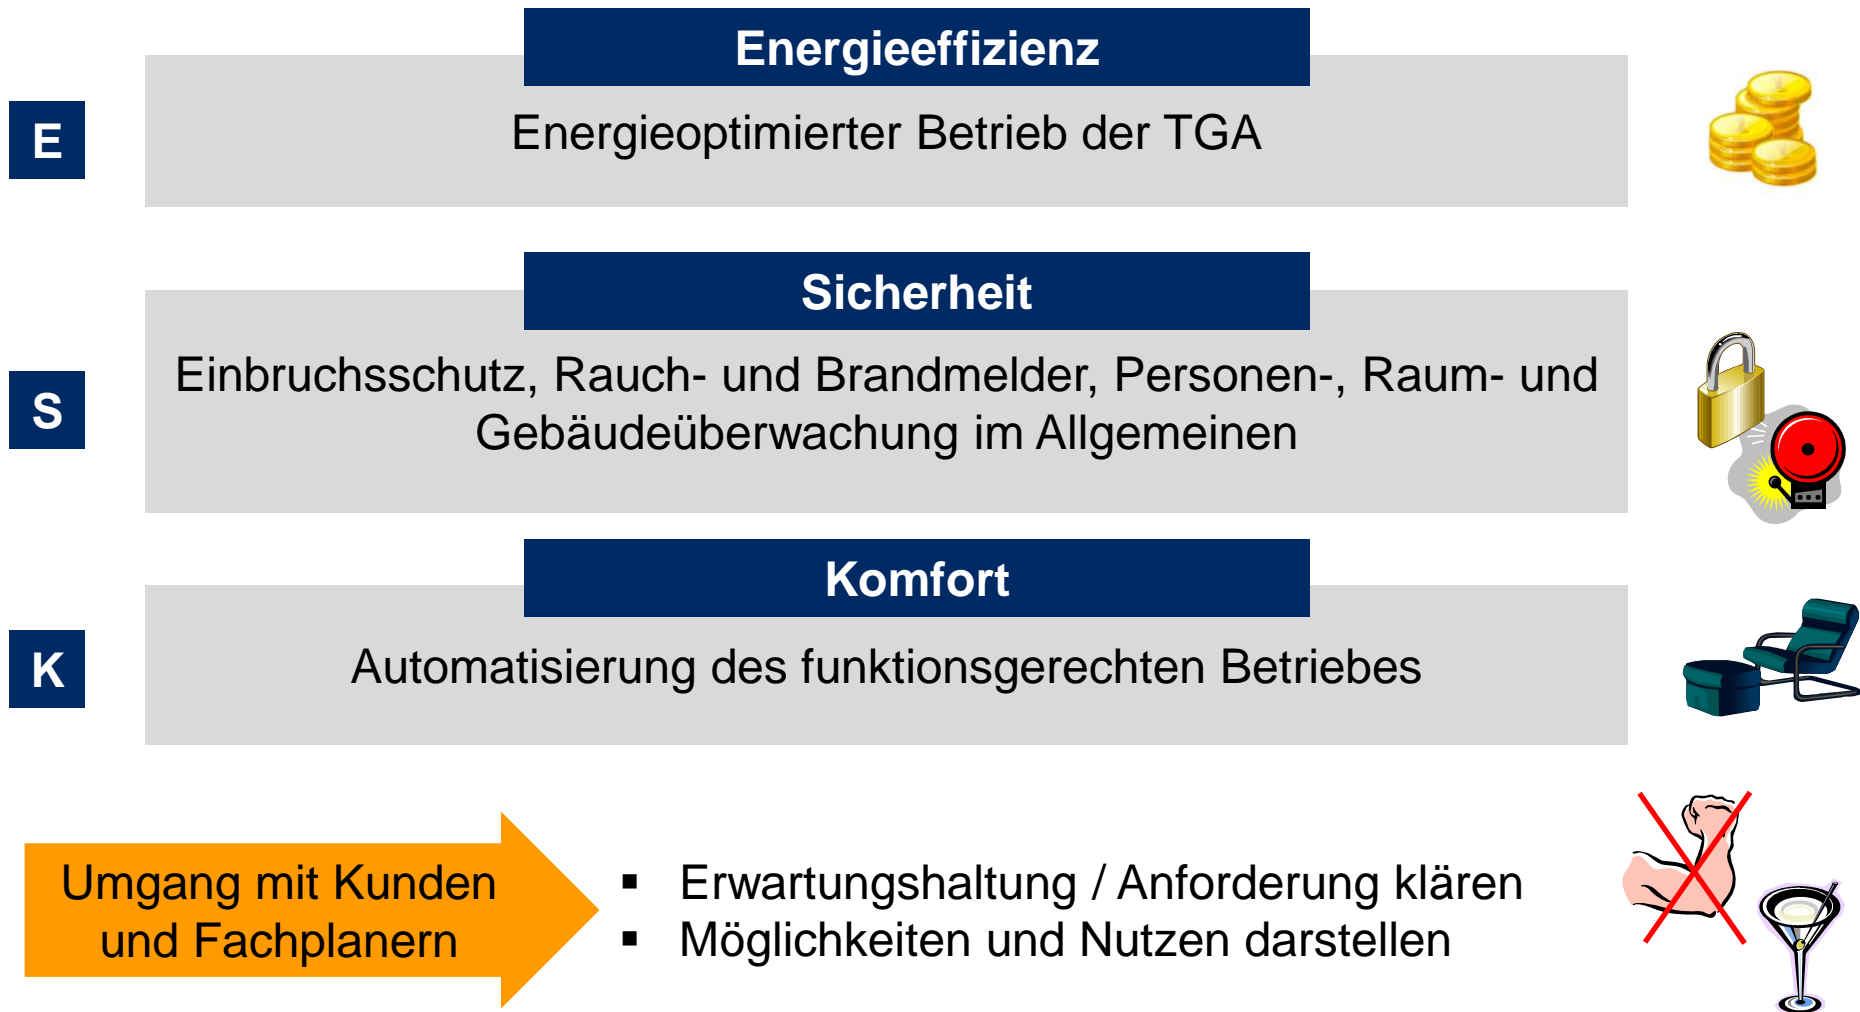 Energieeffizienz
E
Energieoptimierter Betrieb der TGA
Sicherheit
S
Einbruchsschutz, Rauch- und Brandmelder, Personen-, Raum- und
Gebäudeüberwachung im Allgemeinen
Komfort
K
Automatisierung des funktionsgerechten Betriebes
Umgang mit Kunden
und Fachplanern
▪ Erwartungshaltung / Anforderung klären
▪ Möglichkeiten und Nutzen darstellen